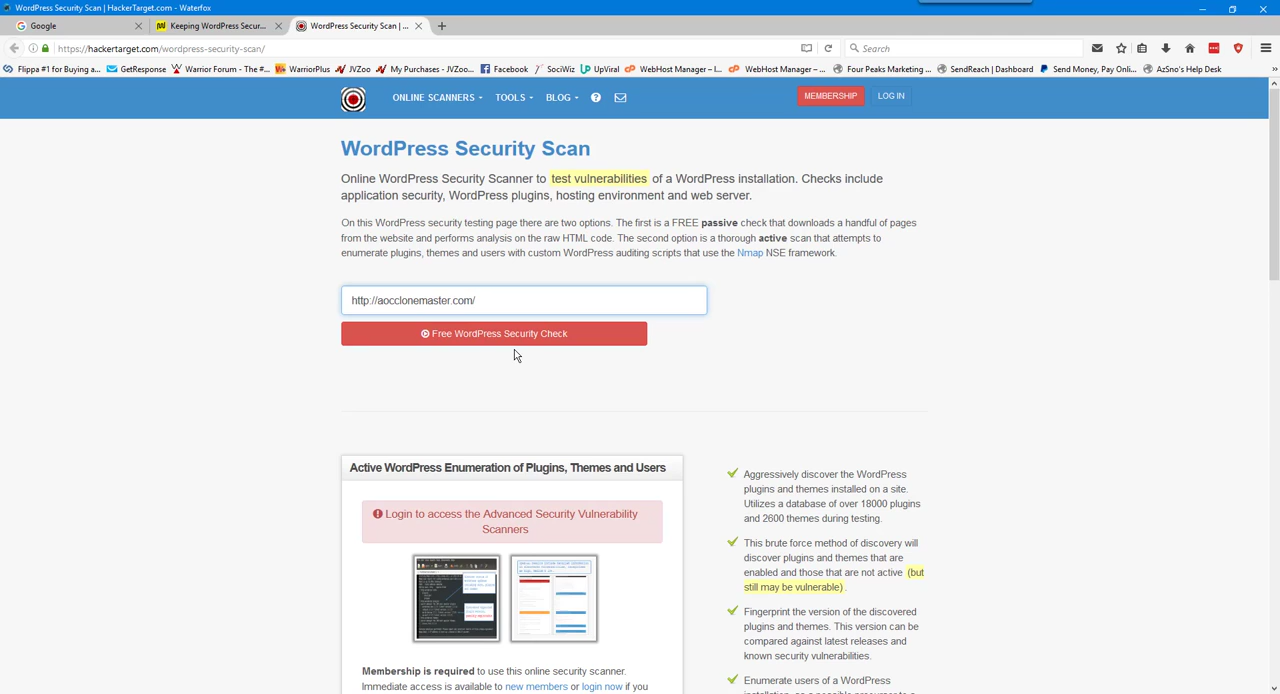 WordPress Security Scan | HackerTarget.com - Waterfox
Google
Keeping WordPress Secur...
WordPress Security Scan | ...
https://hackertarget.com/wordpress-security-scan/
Search
Flippa #1 for Buying a...
GetResponse
Warrior Forum - The #...
WarriorPlus
JVZoo
My Purchases - JVZoo...
Facebook
SociWiz
UpViral
WebHost Manager – I...
WebHost Manager – ...
Four Peaks Marketing ...
SendReach | Dashboard
Send Money, Pay Onli...
AzSno's Help Desk
ONLINE SCANNERS
TOOLS
BLOG
MEMBERSHIP
LOG IN
WordPress Security Scan
Online WordPress Security Scanner to test vulnerabilities of a WordPress installation. Checks include
application security, WordPress plugins, hosting environment and web server.
On this WordPress security testing page there are two options. The first is a FREE passive check that downloads a handful of pages
from the website and performs analysis on the raw HTML code. The second option is a thorough active scan that attempts to
enumerate plugins, themes and users with custom WordPress auditing scripts that use the Nmap NSE framework.
http://aocclonemaster.com/
Free WordPress Security Check
Active WordPress Enumeration of Plugins, Themes and Users
Login to access the Advanced Security Vulnerability
Scanners
Membership is required to use this online security scanner.
Immediate access is available to new members or login now if you
Aggressively discover the WordPress
plugins and themes installed on a site.
Utilizes a database of over 18000 plugins
and 2600 themes during testing.
This brute force method of discovery will
discover plugins and themes that are
enabled and those that are not active (but
still may be vulnerable).
Fingerprint the version of the discovered
plugins and themes. This version can be
compared against latest releases and
known security vulnerabilities.
Enumerate users of a WordPress